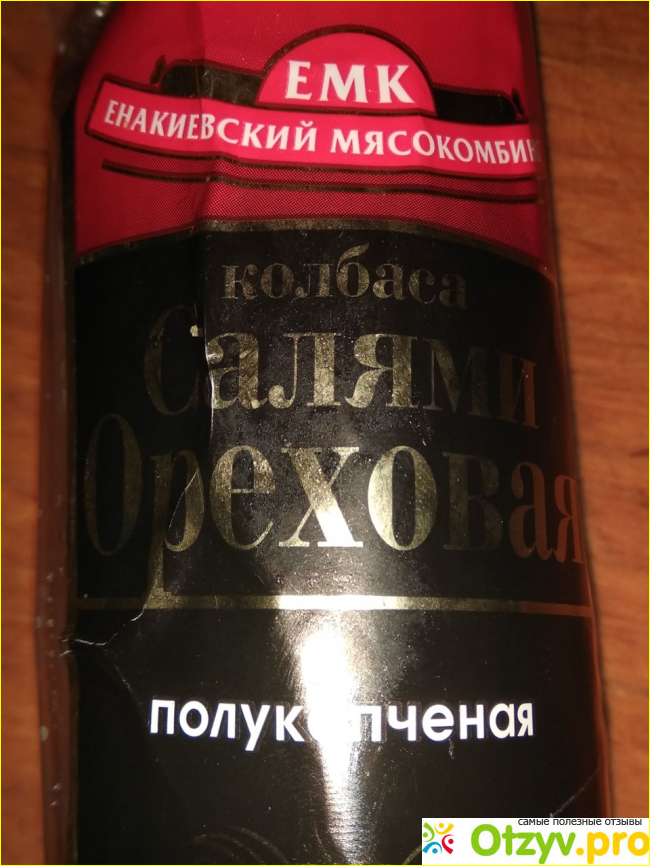 ЕМК
ЕНАКИЕВСКИЙ МЯСОКОМБИН
колбаса
Салями
Ореховая
полукопченая
самые полезные отзывы
Otzyv.pro